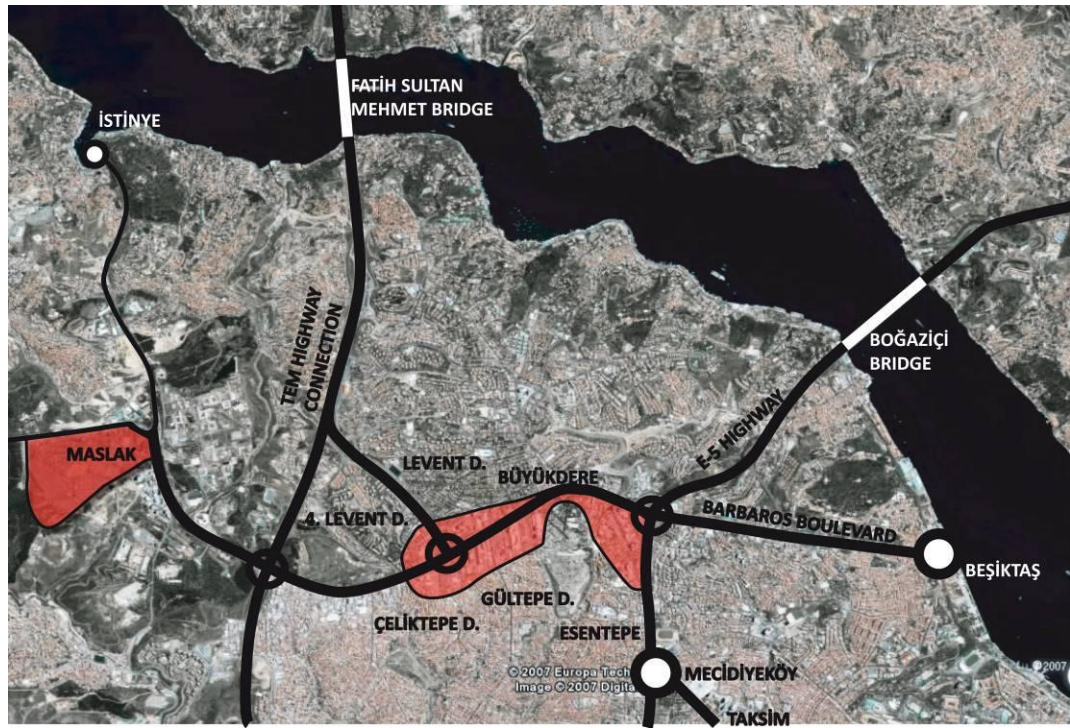 FATİH SULTAN
MEHMET BRIDGE
İSTİNYE
BOĞAZİÇİ
BRIDGE
TEM HIGHWAY
CONNECTION
E-5 HIGHWAY
MASLAK
LEVENT D.
BÜYÜKDERE
BARBAROS BOULEVARD
4. LEVENT D.
BEŞİKTAŞ
GÜLTEPE D.
ÇELİKTEPE D.
ESENTEPE
© 2007 Europa Tech
Image © 2007 Digita
© 2007
MECİDİYEKÖY
TAKSİM